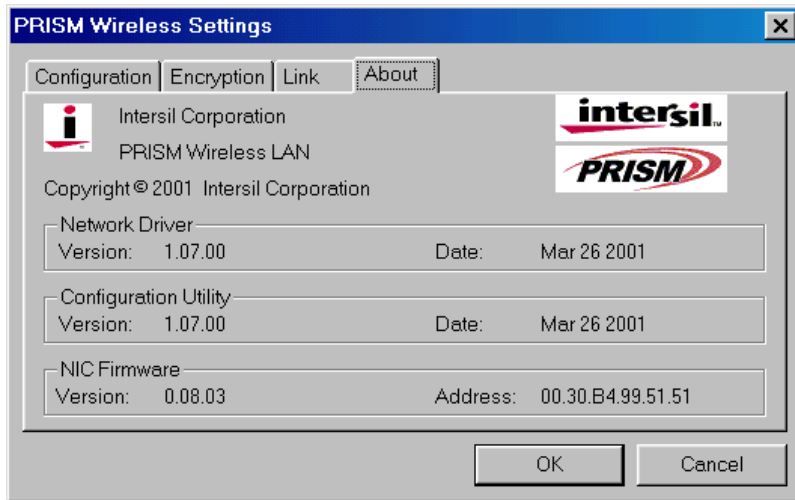 PRISM Wireless Settings
Configuration Encryption Link About
Intersil Corporation
PRISM Wireless LAN
Copyright © 2001 Intersil Corporation
i
intersil™
PRISM
Network Driver
Version: 1.07.00 Date: Mar 26 2001
Configuration Utility
Version: 1.07.00 Date: Mar 26 2001
NIC Firmware
Version: 0.08.03 Address: 00.30.B4.99.51.51
OK Cancel